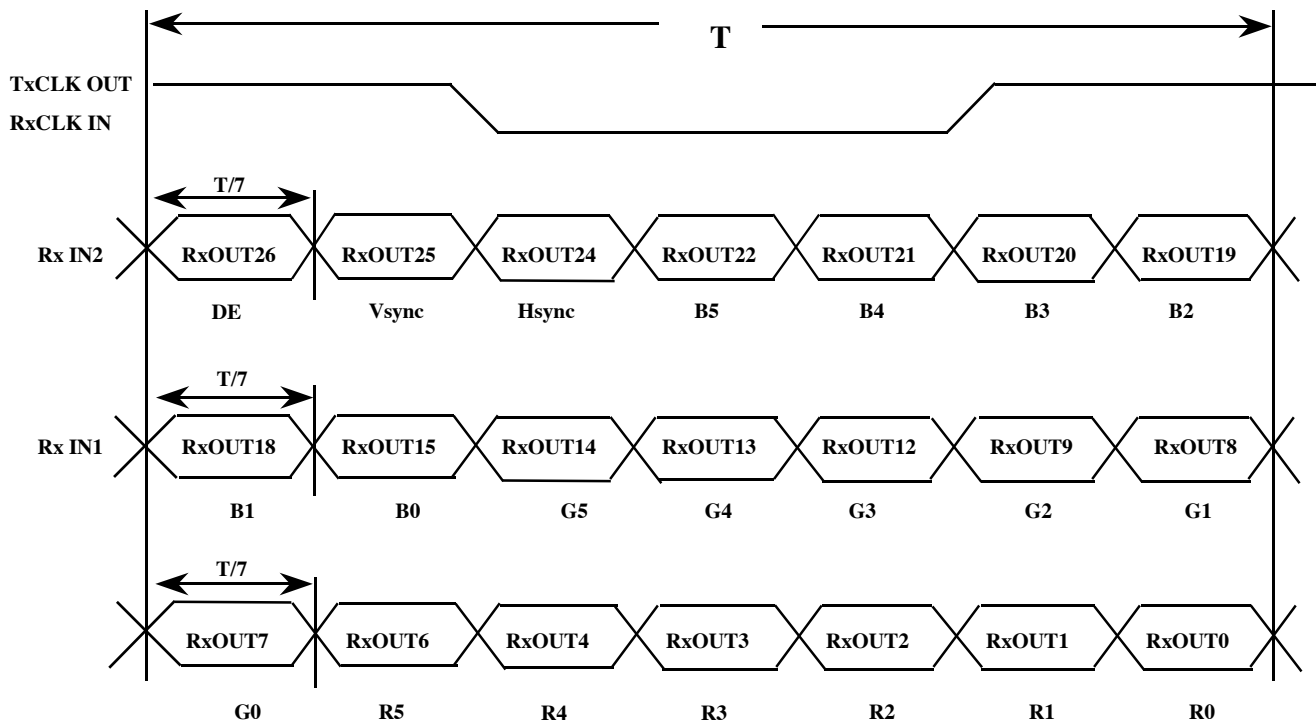 T
TxCLK OUT
RxCLK IN
T/7
Rx IN2 RxOUT26 RxOUT25 RxOUT24 RxOUT22 RxOUT21 RxOUT20 RxOUT19
DE Vsync Hsync B5 B4 B3 B2
T/7
Rx IN1 RxOUT18 RxOUT15 RxOUT14 RxOUT13 RxOUT12 RxOUT9 RxOUT8
B1 B0 G5 G4 G3 G2 G1
T/7
RxOUT7 RxOUT6 RxOUT4 RxOUT3 RxOUT2 RxOUT1 RxOUT0
G0 R5 R4 R3 R2 R1 R0